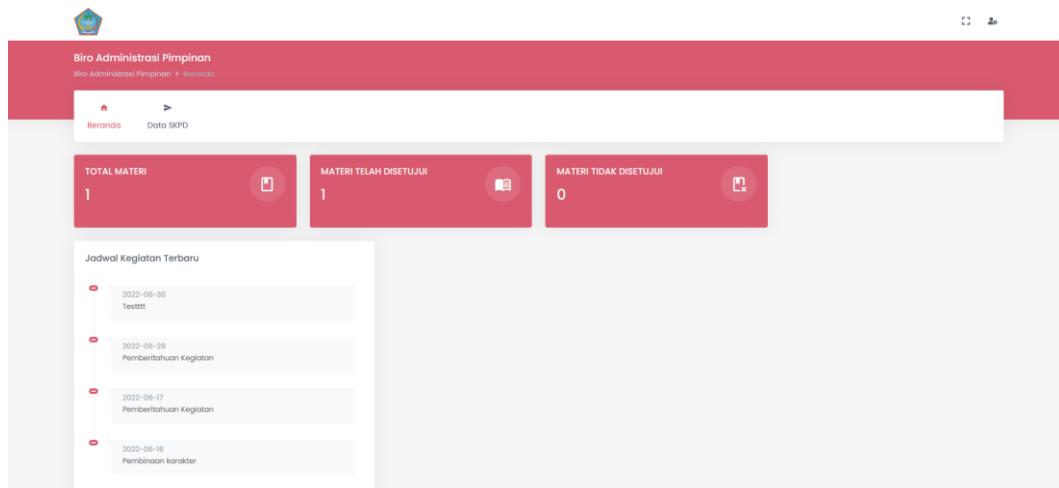 Biro Administrasi Pimpinan
Biro Administrasi Pimpinan Beranda
Beranda Data SKPD
TOTAL MATERI
1
MATERI TELAH DISETUJUI
1
MATERI TIDAK DISETUJUI
0
Jadwal Kegiatan Terbaru
2022-06-30
Testttt
2022-06-29
Pemberitahuan Kegiatan
2022-06-17
Pemberitahuan Kegiatan
2022-06-16
Pembinaan karakter